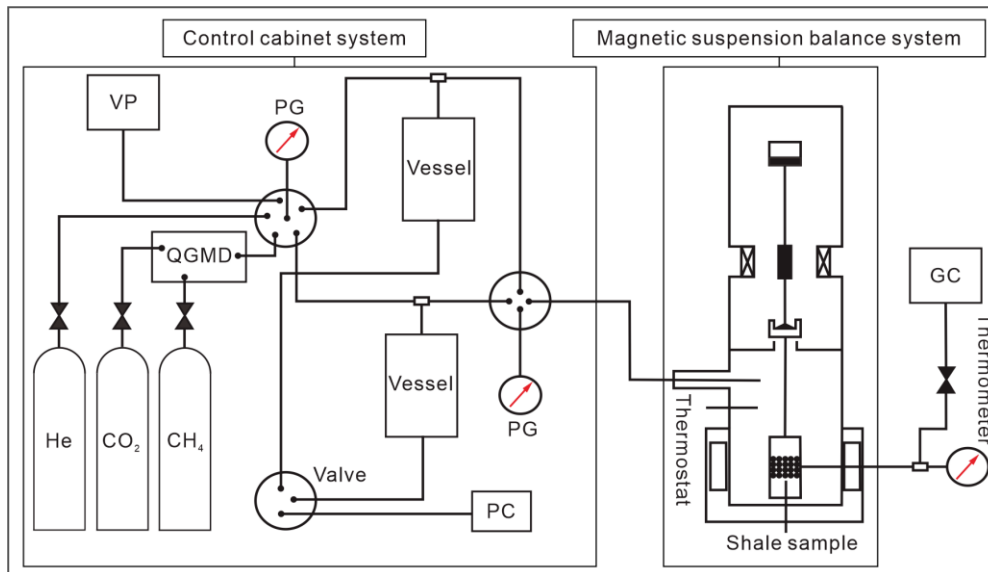 Control cabinet system
Magnetic suspension balance system
VP
PG
Vessel
QGMD
GC
Thermometer
Vessel
He
CO₂
CH₄
PG
Thermostat
Valve
PC
Shale sample